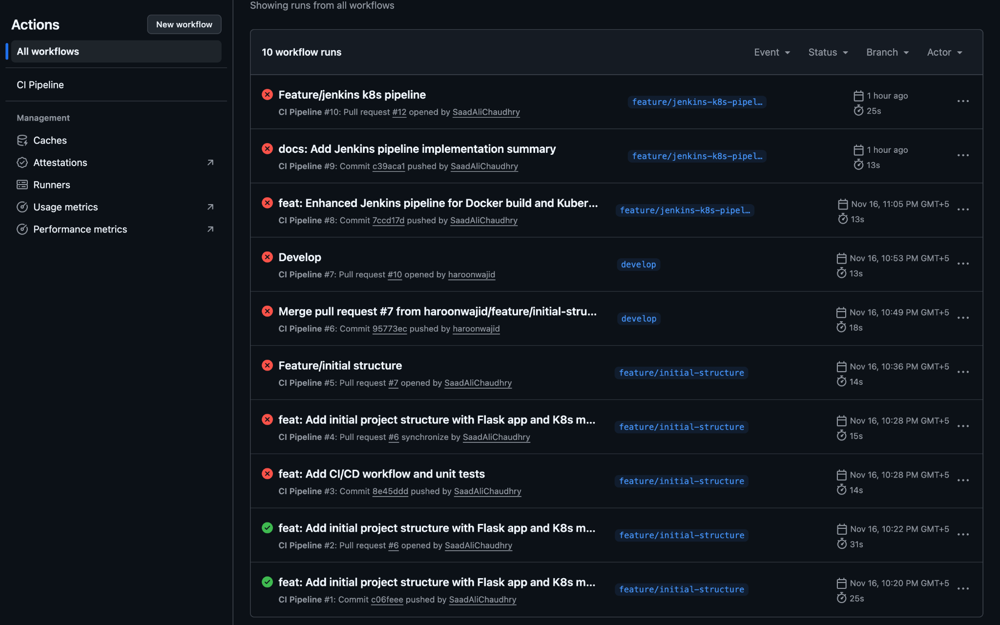 Showing runs from all workflows
Actions
New workflow
All workflows
CI Pipeline
Management
Caches
Attestations
Runners
Usage metrics
Performance metrics
10 workflow runs
Event
Status
Branch
Actor
Feature/jenkins k8s pipeline
CI Pipeline #10: Pull request #12 opened by SaadAliChaudhry
feature/jenkins-k8s-pipel…
1 hour ago
25s
docs: Add Jenkins pipeline implementation summary
CI Pipeline #9: Commit c39aca1 pushed by SaadAliChaudhry
feature/jenkins-k8s-pipel…
1 hour ago
13s
feat: Enhanced Jenkins pipeline for Docker build and Kuber...
CI Pipeline #8: Commit 7ccd17d pushed by SaadAliChaudhry
feature/jenkins-k8s-pipel…
Nov 16, 11:05 PM GMT+5
13s
Develop
CI Pipeline #7: Pull request #10 opened by haroonwajid
develop
Nov 16, 10:53 PM GMT+5
13s
Merge pull request #7 from haroonwajid/feature/initial-stru...
CI Pipeline #6: Commit 95773ec pushed by haroonwajid
develop
Nov 16, 10:49 PM GMT+5
18s
Feature/initial structure
CI Pipeline #5: Pull request #7 opened by SaadAliChaudhry
feature/initial-structure
Nov 16, 10:36 PM GMT+5
14s
feat: Add initial project structure with Flask app and K8s m...
CI Pipeline #4: Pull request #6 synchronize by SaadAliChaudhry
feature/initial-structure
Nov 16, 10:28 PM GMT+5
15s
feat: Add CI/CD workflow and unit tests
CI Pipeline #3: Commit 8e45ddd pushed by SaadAliChaudhry
feature/initial-structure
Nov 16, 10:28 PM GMT+5
14s
feat: Add initial project structure with Flask app and K8s m...
CI Pipeline #2: Pull request #6 opened by SaadAliChaudhry
feature/initial-structure
Nov 16, 10:22 PM GMT+5
31s
feat: Add initial project structure with Flask app and K8s m...
CI Pipeline #1: Commit c06feee pushed by SaadAliChaudhry
feature/initial-structure
Nov 16, 10:20 PM GMT+5
25s